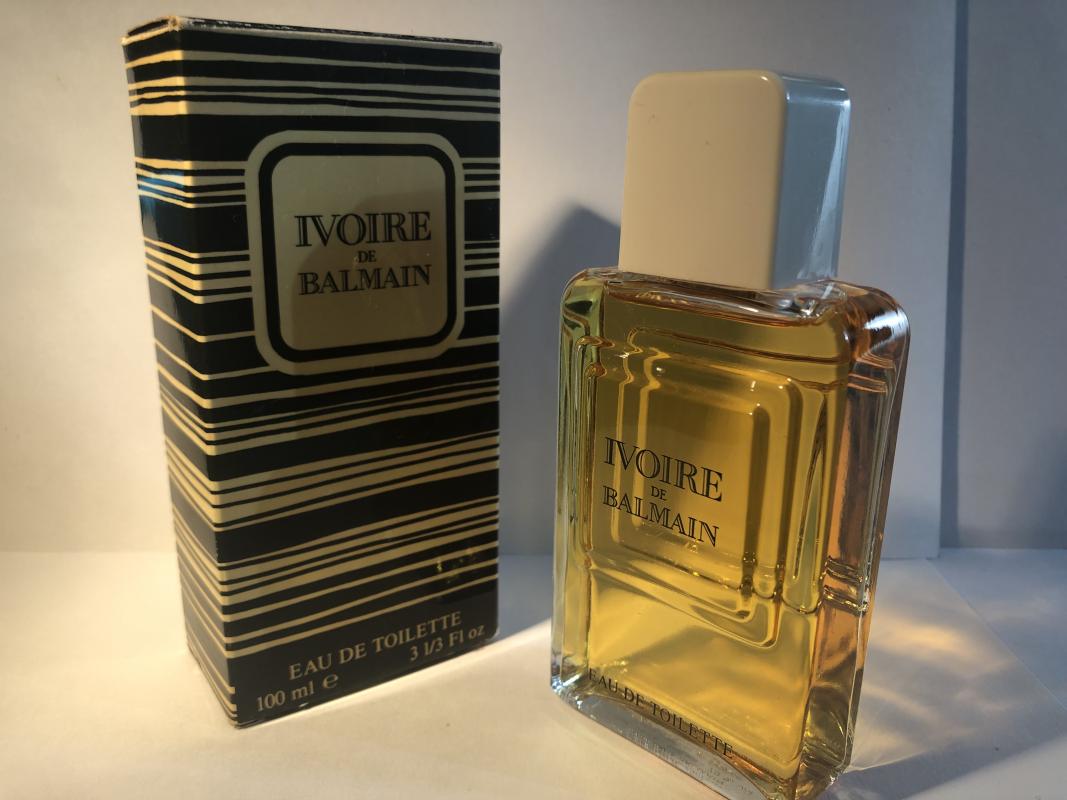 IVOIRE
DE
BALMAIN
EAU DE TOILETTE
3 1/3 Fl oz
100 ml ℮
IVOIRE
DE
BALMAIN
EAU DE TOILETTE